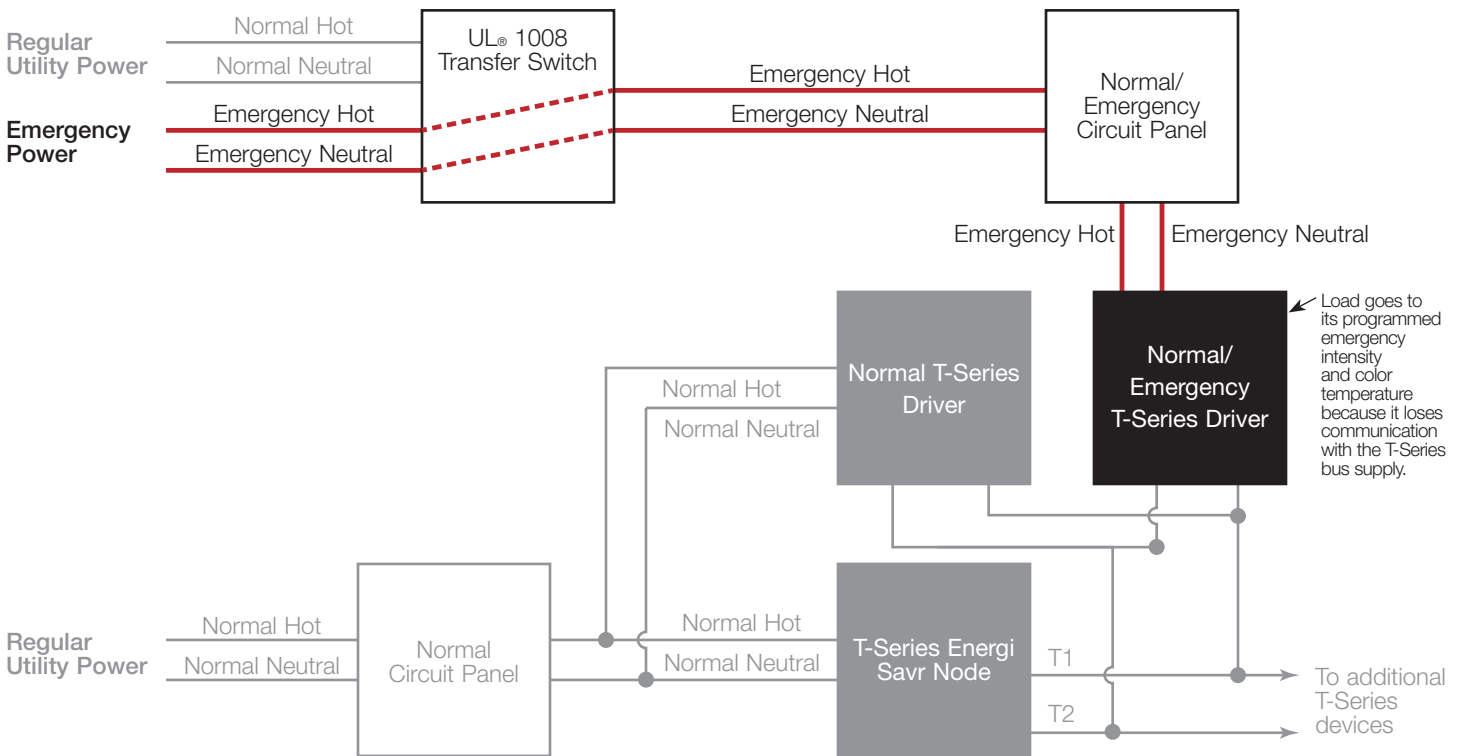 Regular
Utility Power
Normal Hot
Normal Neutral
Emergency
Power
Emergency Hot
Emergency Neutral
UL® 1008
Transfer Switch
Emergency Hot
Emergency Neutral
Normal/
Emergency
Circuit Panel
Emergency Hot
Emergency Neutral
Normal Hot
Normal Neutral
Normal T-Series
Driver
Normal/
Emergency
T-Series Driver
Load goes to
its programmed
emergency
intensity
and color
temperature
because it loses
communication
with the T-Series
bus supply.
Regular
Utility Power
Normal Hot
Normal Neutral
Normal
Circuit Panel
Normal Hot
Normal Neutral
T-Series Energi
Savr Node
T1
T2
To additional
T-Series
devices